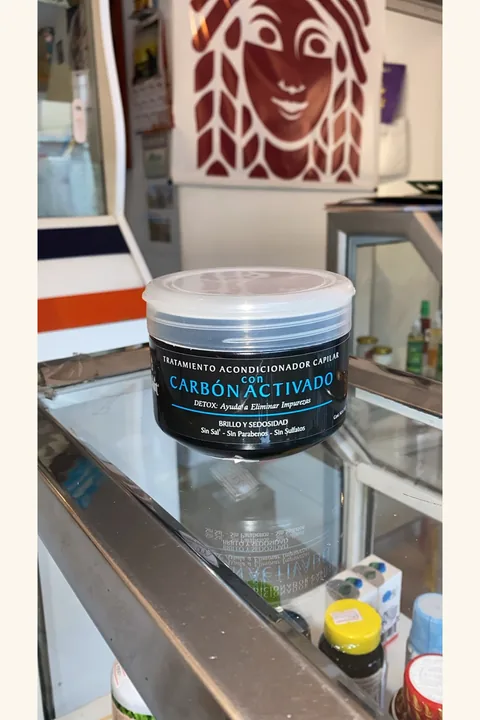 TRATAMIENTO ACONDICIONADOR CAPILAR
con
CARBÓN ACTIVADO
DETOX: Ayuda a Eliminar Impurezas
BRILLO Y SEDOSIDAD
Sin Sal - Sin Parabenos - Sin Sulfatos